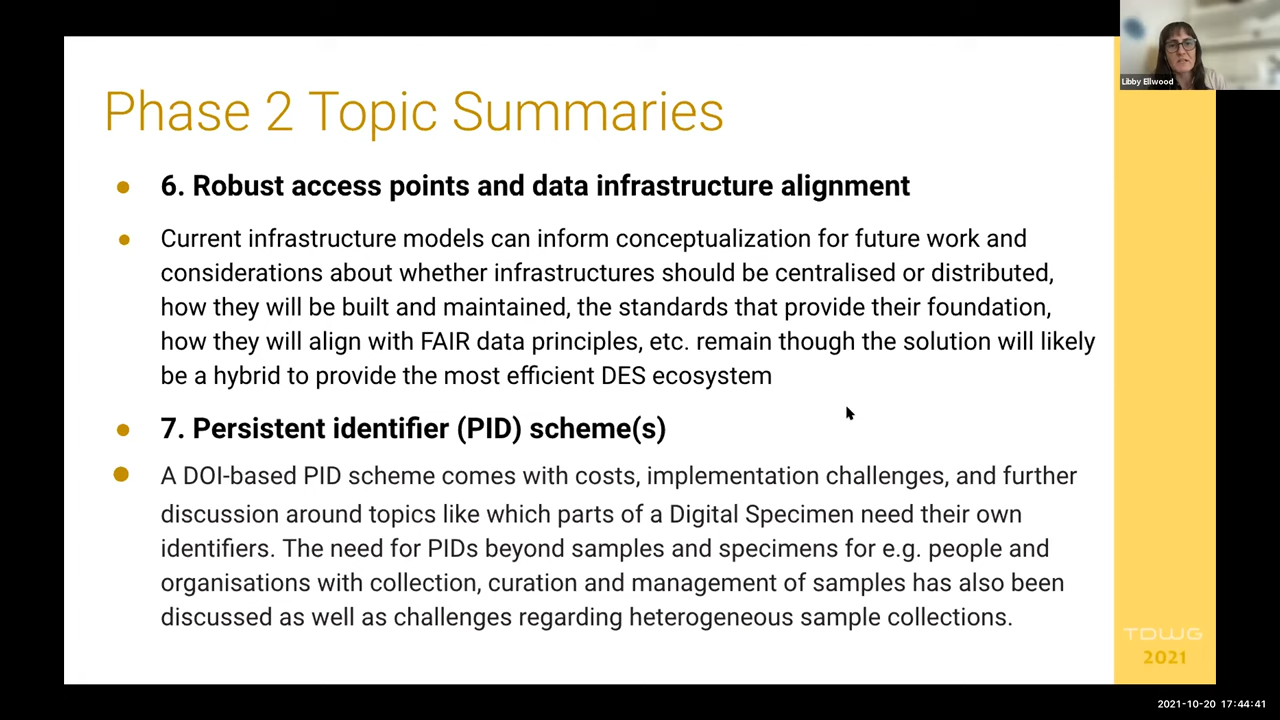 Phase 2 Topic Summaries
Libby Ellwood
● 6. Robust access points and data infrastructure alignment
● Current infrastructure models can inform conceptualization for future work and
considerations about whether infrastructures should be centralised or distributed,
how they will be built and maintained, the standards that provide their foundation,
how they will align with FAIR data principles, etc. remain though the solution will likely
be a hybrid to provide the most efficient DES ecosystem
● 7. Persistent identifier (PID) scheme(s)
● A DOI-based PID scheme comes with costs, implementation challenges, and further
discussion around topics like which parts of a Digital Specimen need their own
identifiers. The need for PIDs beyond samples and specimens for e.g. people and
organisations with collection, curation and management of samples has also been
discussed as well as challenges regarding heterogeneous sample collections.
TDWG
2021
2021-10-20 17:44:41